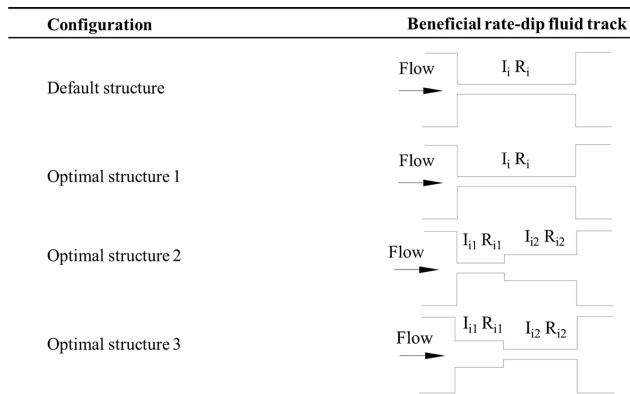 Configuration Beneficial rate-dip fluid track
Default structure
Flow
Iᵢ Rᵢ
Optimal structure 1
Flow
Iᵢ Rᵢ
Optimal structure 2
Flow
Iᵢ₁ Rᵢ₁ Iᵢ₂ Rᵢ₂
Optimal structure 3
Flow
Iᵢ₁ Rᵢ₁ Iᵢ₂ Rᵢ₂